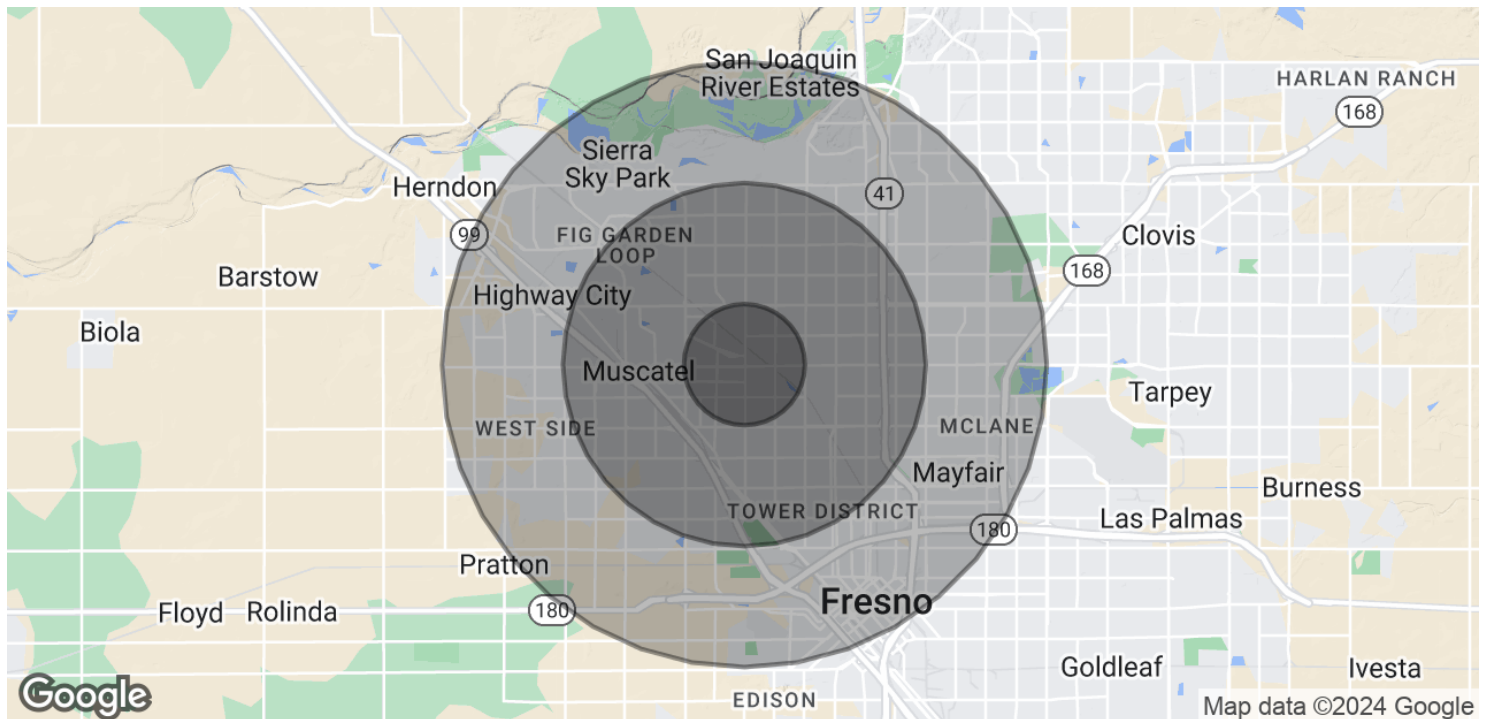 San Joaquin
River Estates
HARLAN RANCH
168
Sierra
Sky Park
Herndon
41
99
FIG GARDEN
LOOP
Clovis
168
Barstow
Highway City
Biola
Muscatel
Tarpey
WEST SIDE
MCLANE
Mayfair
Burness
TOWER DISTRICT
Las Palmas
180
Pratton
Fresno
Floyd
Rolinda
180
Goldleaf
Ivesta
EDISON
Google
Map data ©2024 Google